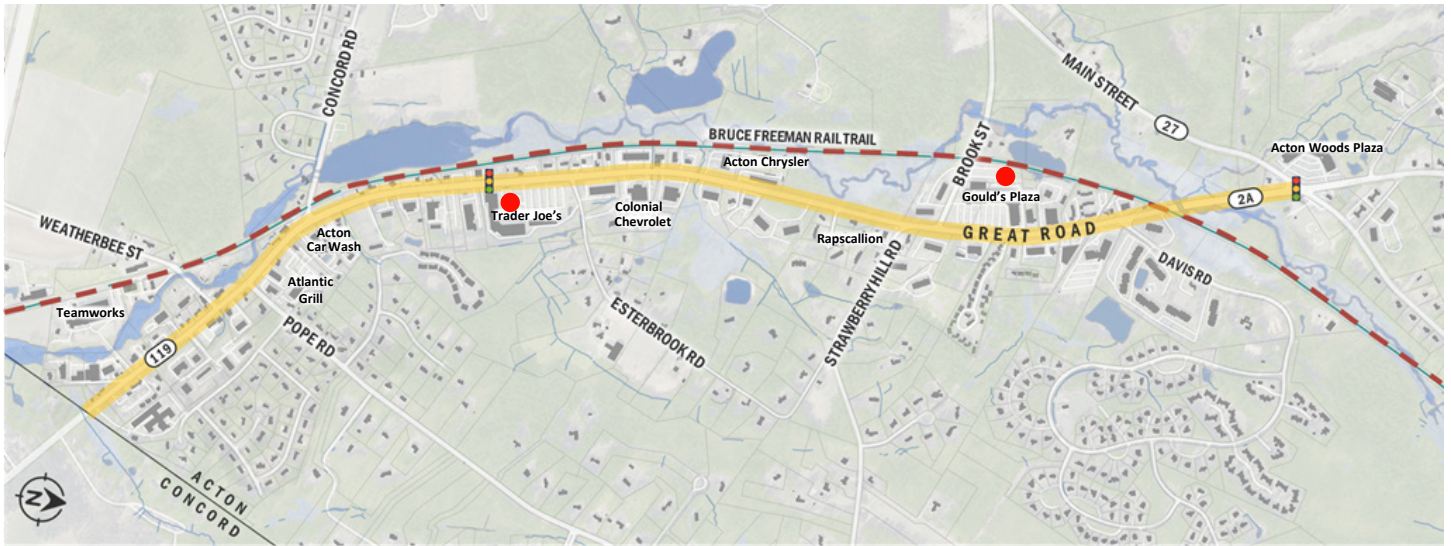 CONCORD RD
MAIN STREET
27
BRUCE FREEMAN RAIL TRAIL
BROOK ST
Acton Woods Plaza
Acton Chrysler
Gould's Plaza
2A
Trader Joe's
Colonial
Chevrolet
WEATHERBEE ST
Acton
Car Wash
Rapscallion
GREAT ROAD
STRAWBERRY HILL RD
DAVIS RD
Atlantic
Grill
Teamworks
POPE RD
ESTERBROOK RD
119
N
ACTON
CONCORD